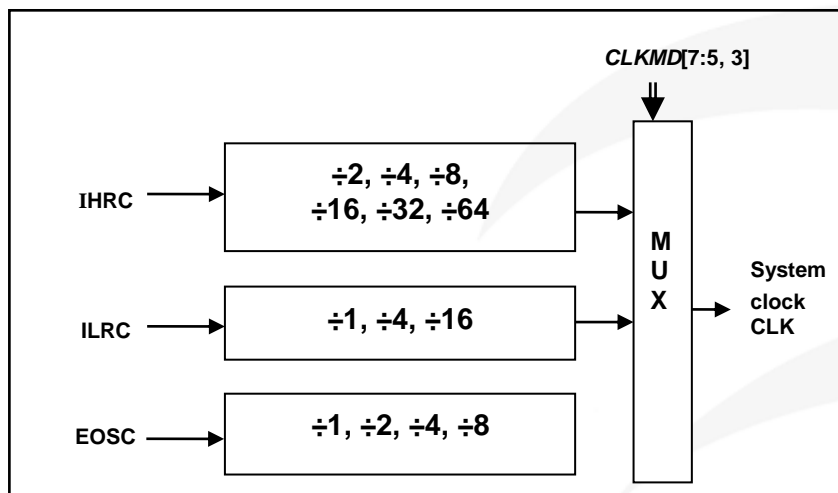 CLKMD[7:5, 3]
IHRC
÷2, ÷4, ÷8,
÷16, ÷32, ÷64
M
U
X
System
clock
CLK
ILRC
÷1, ÷4, ÷16
EOSC
÷1, ÷2, ÷4, ÷8